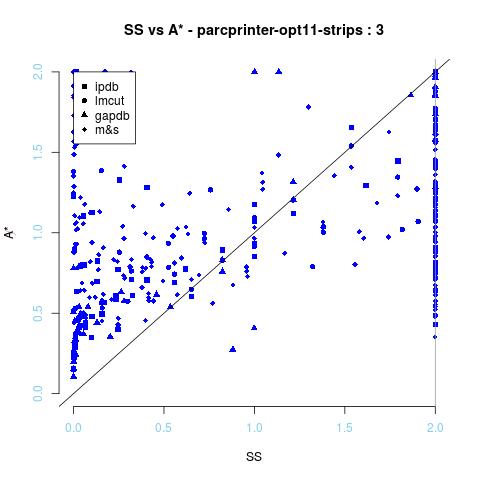 SS vs A* - parcprinter-opt11-strips : 3
2.0
1.5
1.0
0.5
0.0
A*
ipdb
lmcut
gapdb
m&s
0.0 0.5 1.0 1.5 2.0
SS